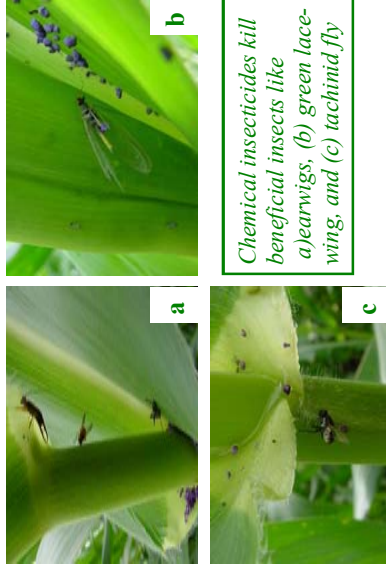 b
Chemical insecticides kill
beneficial insects like
a)earwigs, (b) green lace-
wing, and (c) tachinid fly
a
c